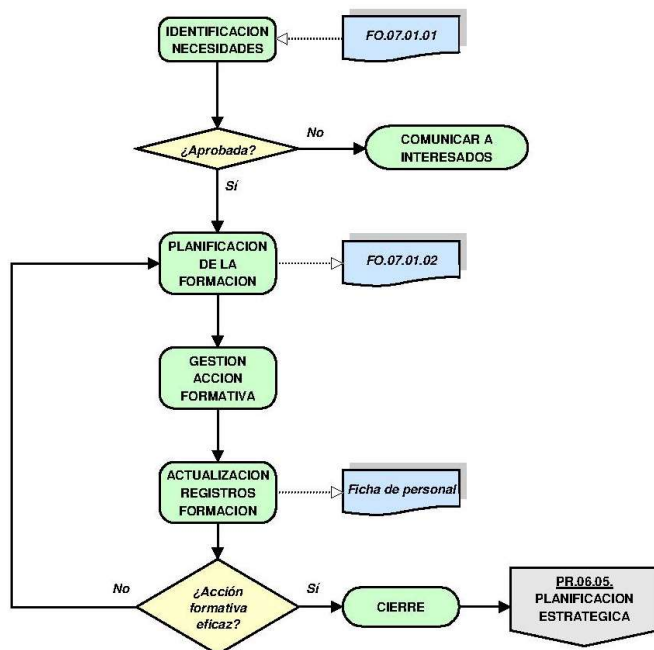 IDENTIFICACION
NECESIDADES
FO.07.01.01
¿Aprobada?
No
COMUNICAR A
INTERESADOS
Sí
PLANIFICACION
DE LA
FORMACION
FO.07.01.02
GESTION
ACCION
FORMATIVA
ACTUALIZACION
REGISTROS
FORMACION
Ficha de personal
No
¿Acción
formativa
eficaz?
Sí
CIERRE
PR.06.05.
PLANIFICACION
ESTRATEGICA